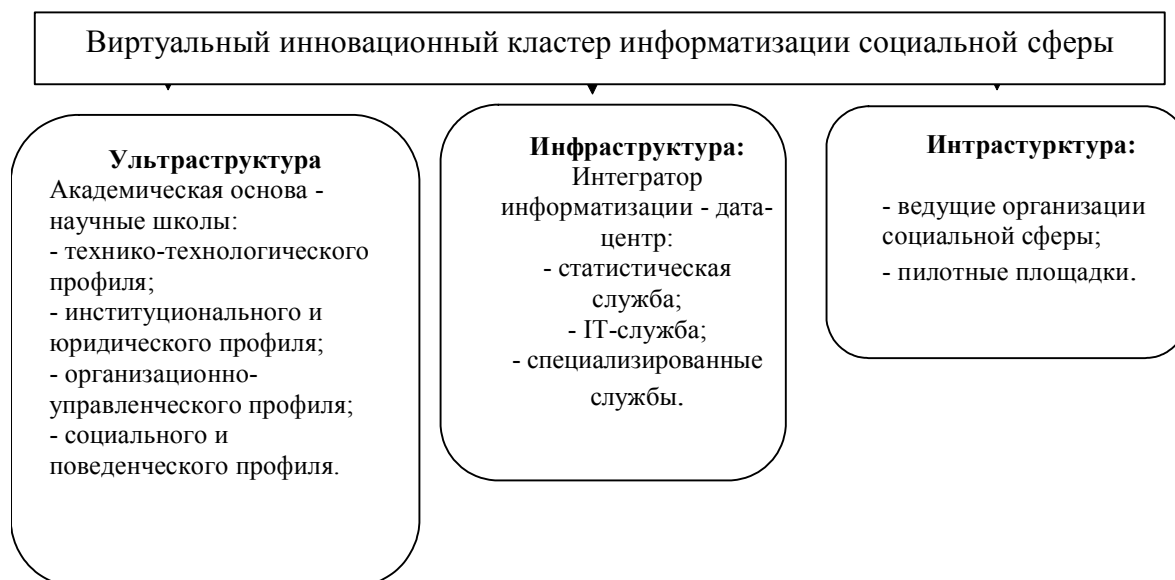 Виртуальный инновационный кластер информатизации социальной сферы
Ультраструктура
Академическая основа -
научные школы:
- технико-технологического
профиля;
- институционального и
юридического профиля;
- организационно-
управленческого профиля;
- социального и
поведенческого профиля.
Инфраструктура:
Интегратор
информатизации - дата-
центр:
- статистическая
служба;
- IT-служба;
- специализированные
службы.
Интрастурктура:
- ведущие организации
социальной сферы;
- пилотные площадки.